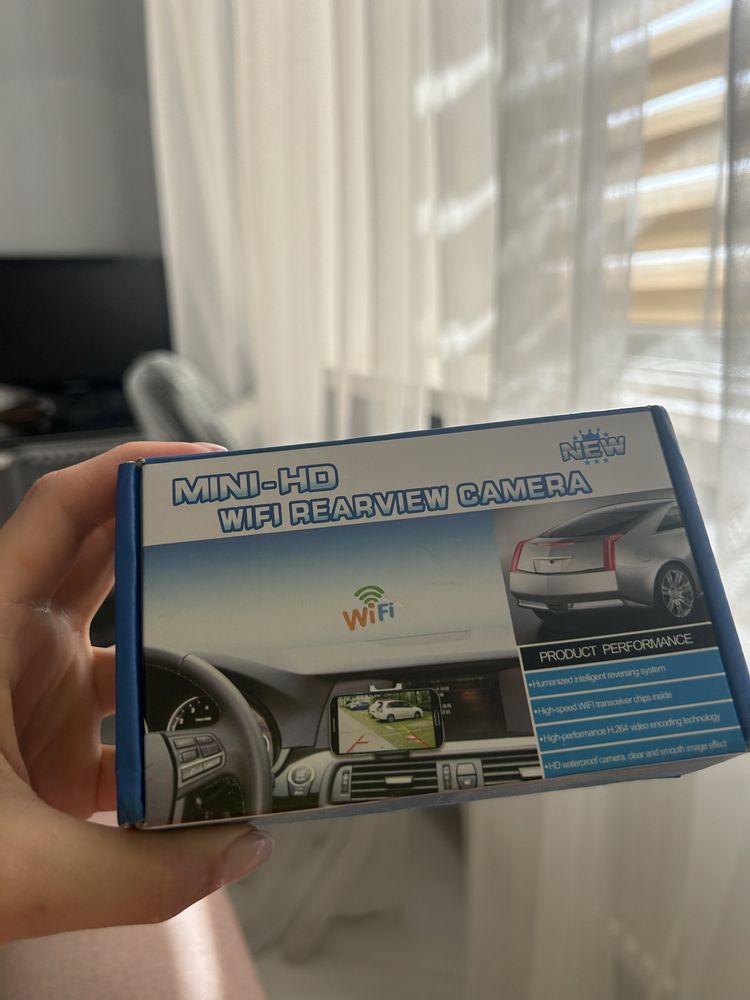 NEW
MINI-HD
WIFI REARVIEW CAMERA
WiFi
PRODUCT PERFORMANCE
•Humanized intelligent reversing system
•High-speed WIFI transceiver chips inside
•High-performance H.264 video encoding technology
•HD waterproof camera, clear and smooth image effect